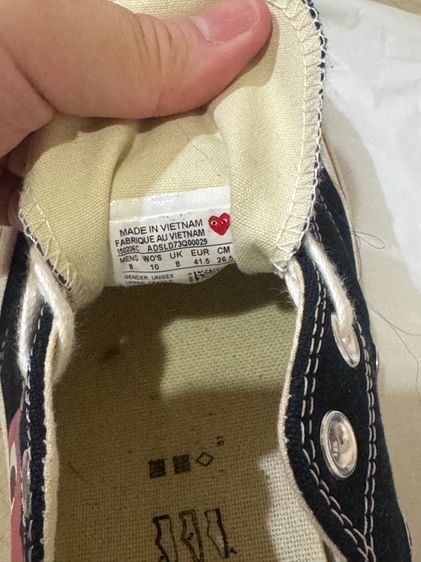 MADE IN VIETNAM
FABRIQUE AU VIETNAM
150206C ADSLD73Q00029
MENS WO'S UK EUR CM
8 10 8 41.5 26.5
GENDER: UNISEX